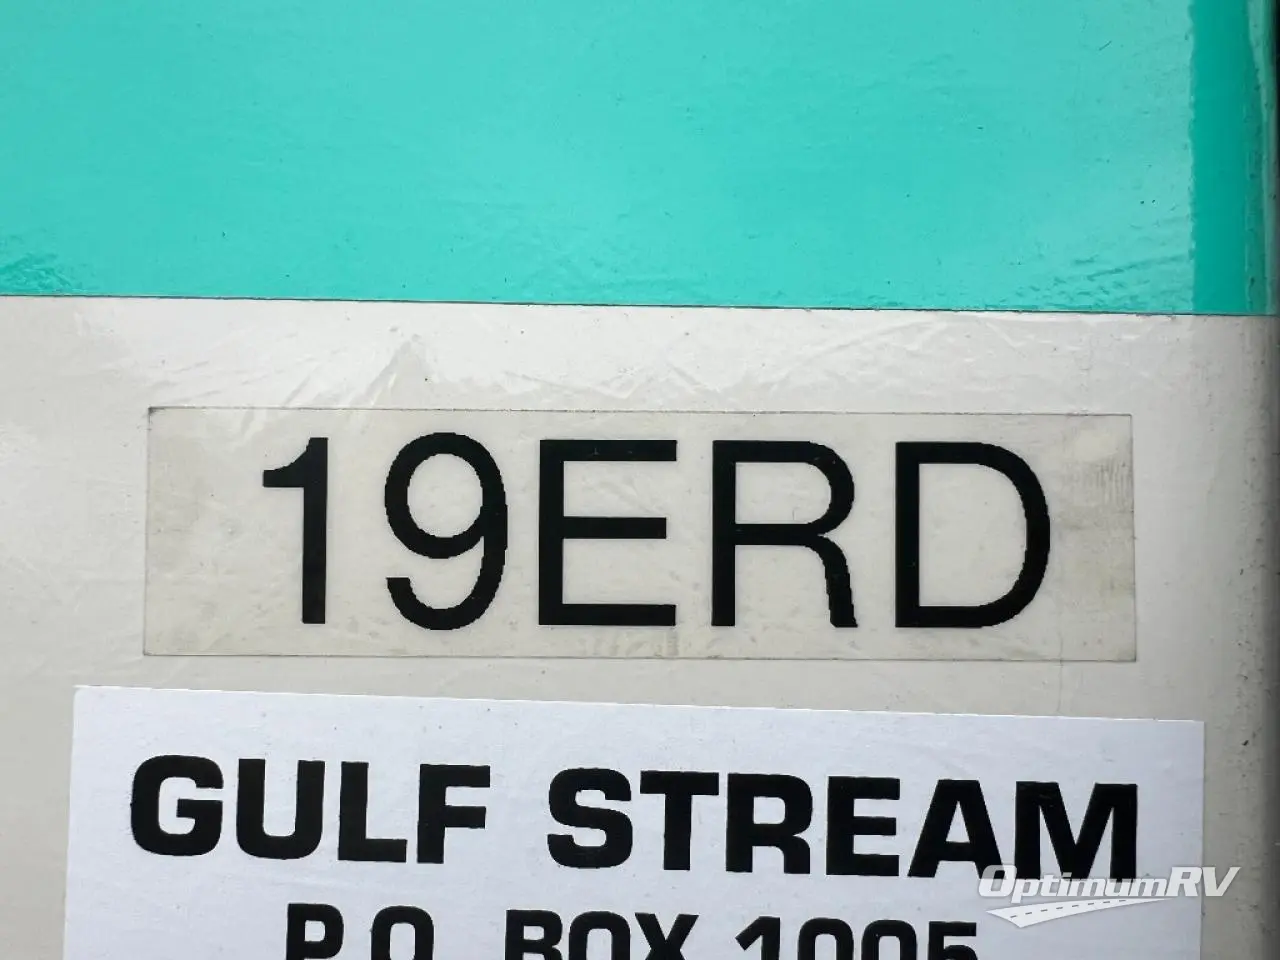 19ERD
GULF STREAM
P.O. BOX 1005
OptimumRV